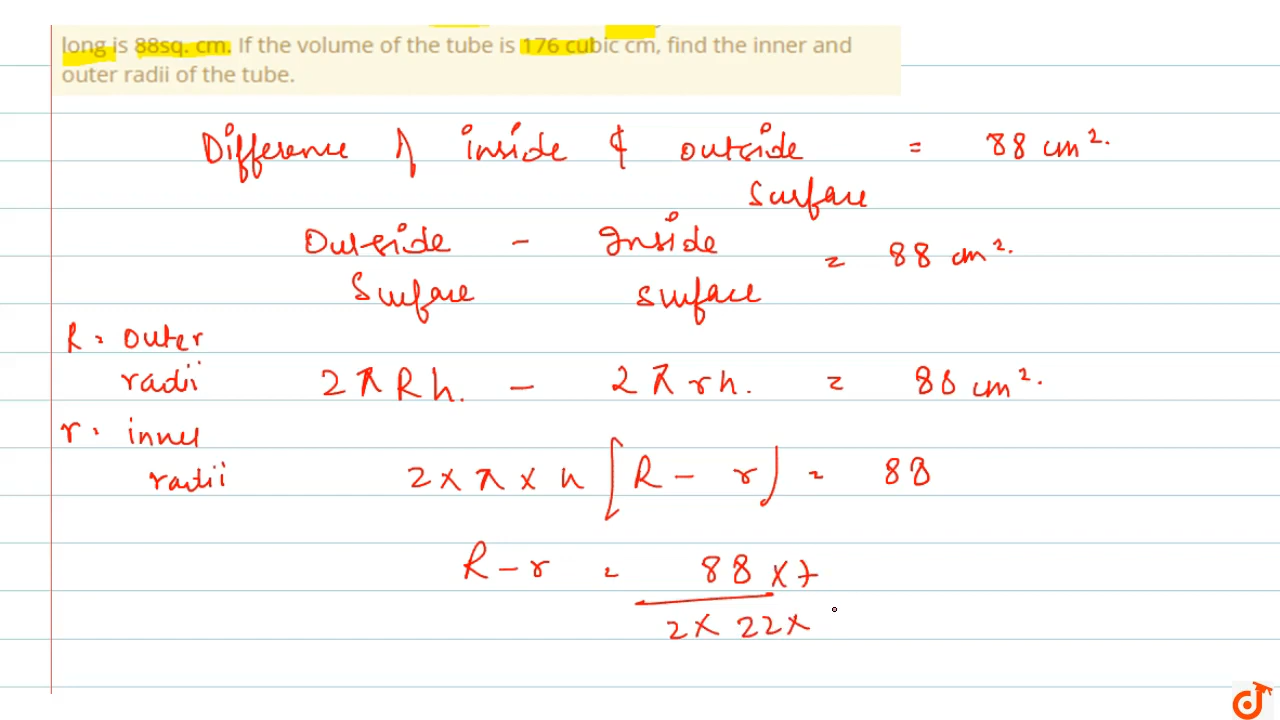 long is 88sq. cm. If the volume of the tube is 176 cubic cm, find the inner and
outer radii of the tube.
Difference of inside & outside = 88 cm².
Surface
Outside - Inside = 88 cm².
Surface surface
R = outer
radii 2πRh. - 2πrh. = 88 cm².
r = inner
radii 2 x π x h [R - r] = 88
R - r = 88 x 7
2 x 22 x